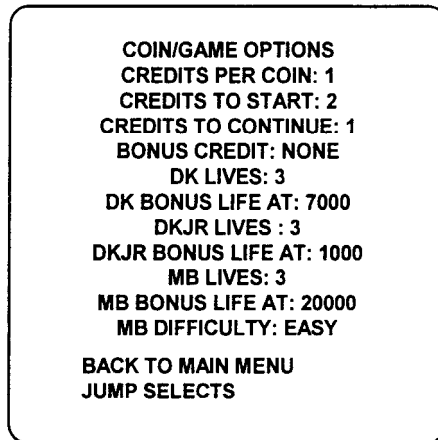 COIN/GAME OPTIONS
CREDITS PER COIN: 1
CREDITS TO START: 2
CREDITS TO CONTINUE: 1
BONUS CREDIT: NONE
DK LIVES: 3
DK BONUS LIFE AT: 7000
DKJR LIVES : 3
DKJR BONUS LIFE AT: 1000
MB LIVES: 3
MB BONUS LIFE AT: 20000
MB DIFFICULTY: EASY
BACK TO MAIN MENU
JUMP SELECTS